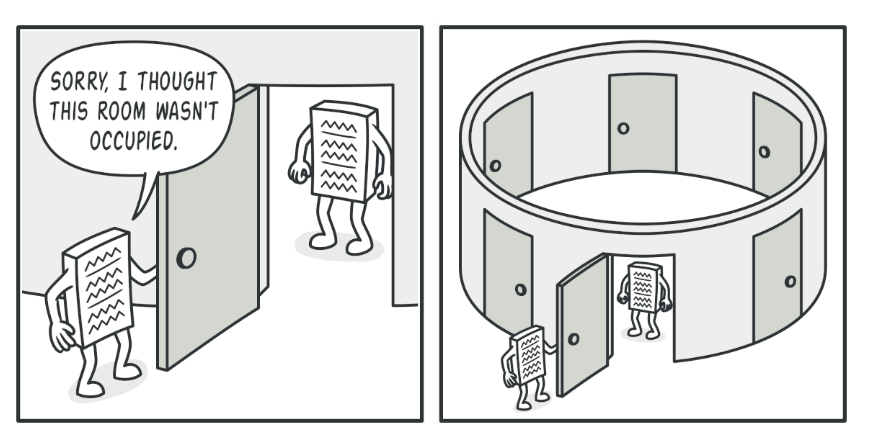 SORRY, I THOUGHT
THIS ROOM WASN'T
OCCUPIED.